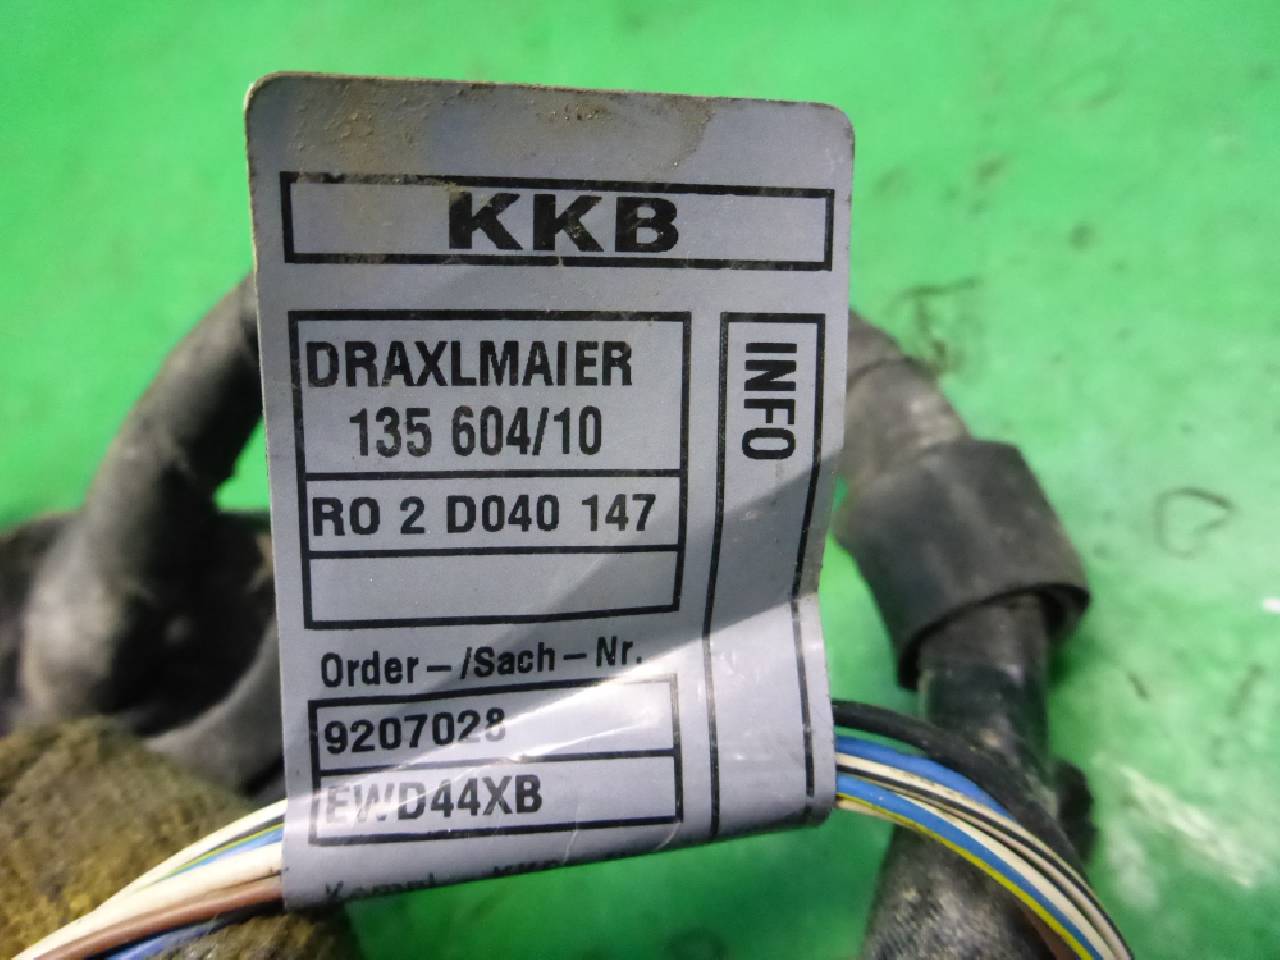 KKB
DRAXLMAIER
135 604/10
RO 2 D040 147
INFO
Order-/Sach-Nr.
9207028
EWD44XB